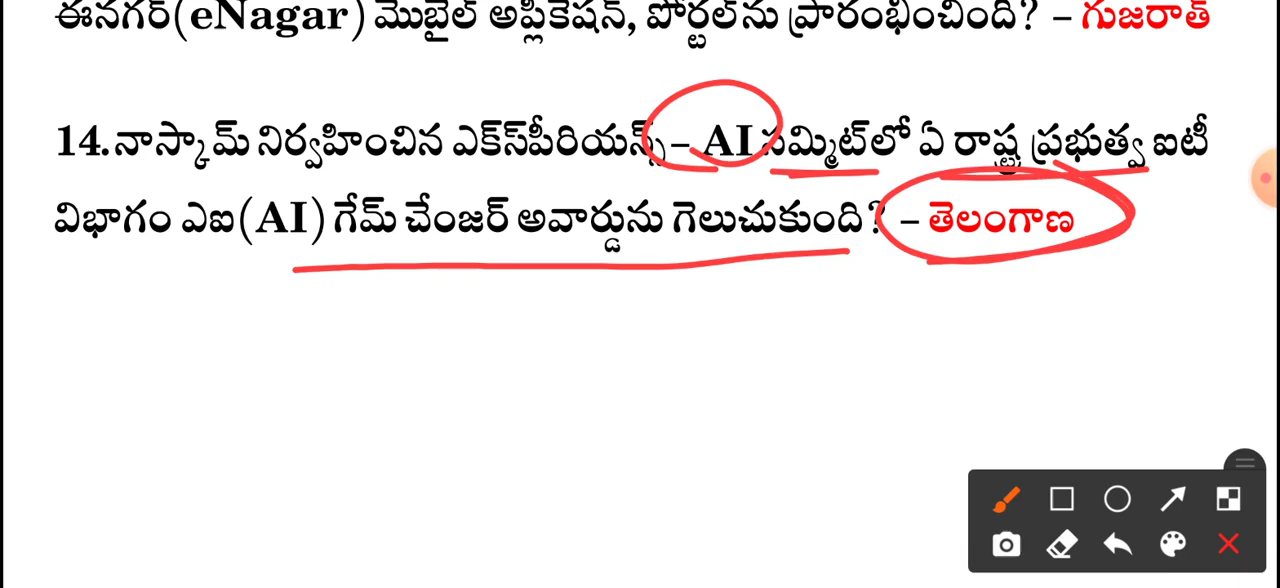 ఈనగర్(eNagar) మొబైల్ అప్లికేషన్, పోర్టల్‌ను ప్రారంభించింది? – గుజరాత్
14.నాస్కామ్ నిర్వహించిన ఎక్స్‌పీరియన్స్ – AI సమ్మిట్‌లో ఏ రాష్ట్ర ప్రభుత్వ ఐటీ
విభాగం ఎఐ(AI) గేమ్ చేంజర్ అవార్డును గెలుచుకుంది? – తెలంగాణ